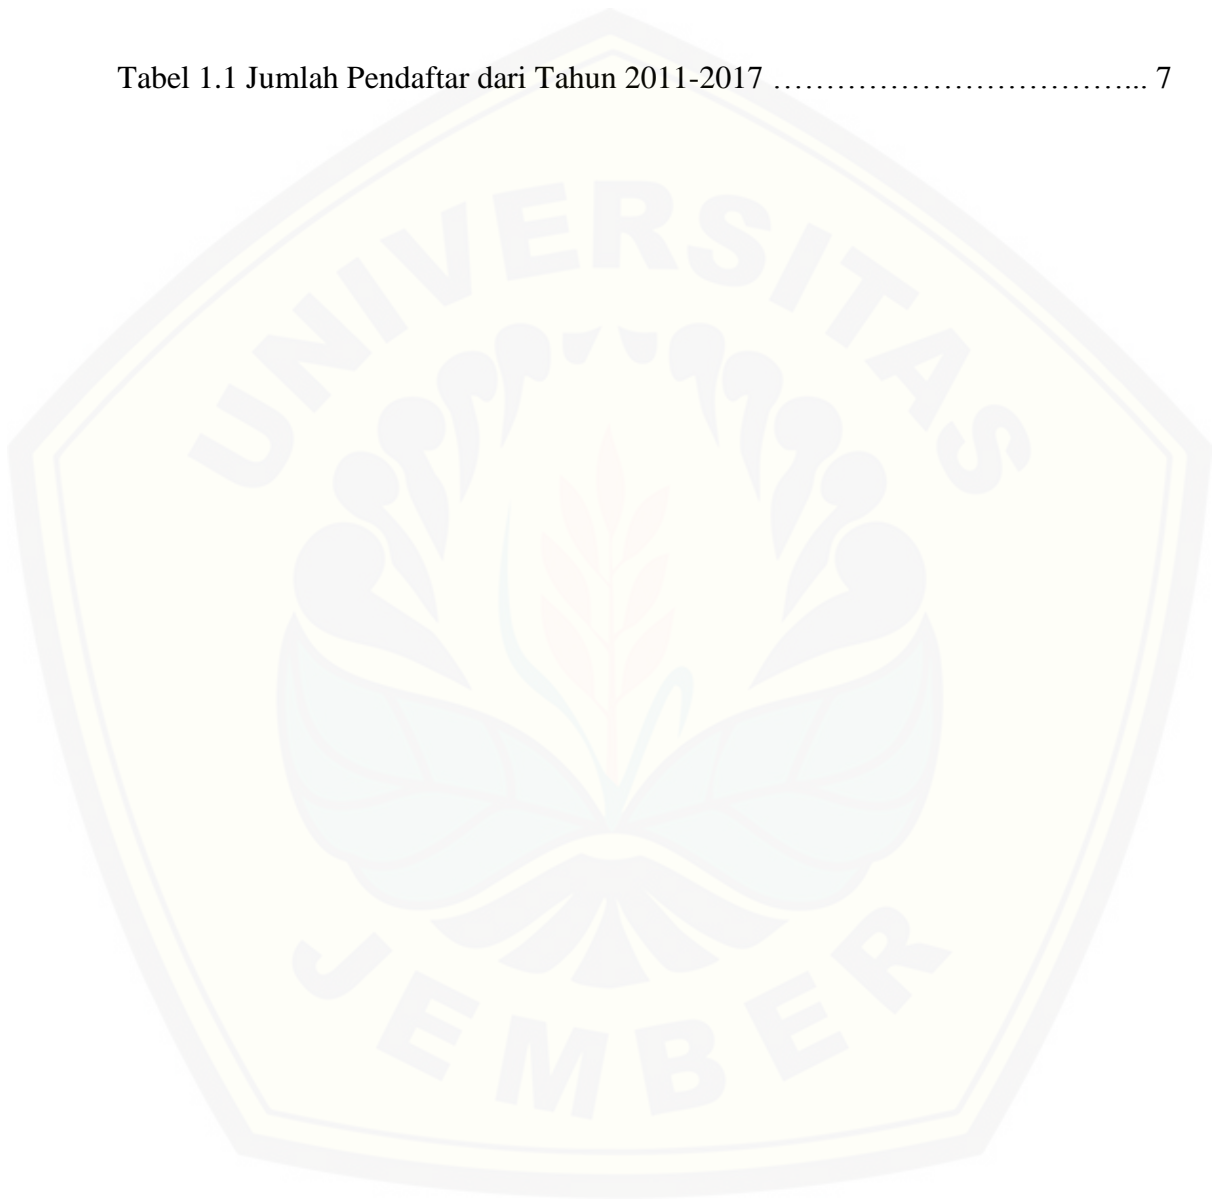 Tabel 1.1 Jumlah Pendaftar dari Tahun 2011-2017 ……………………………... 7
UNIVERSITAS
JEMBER